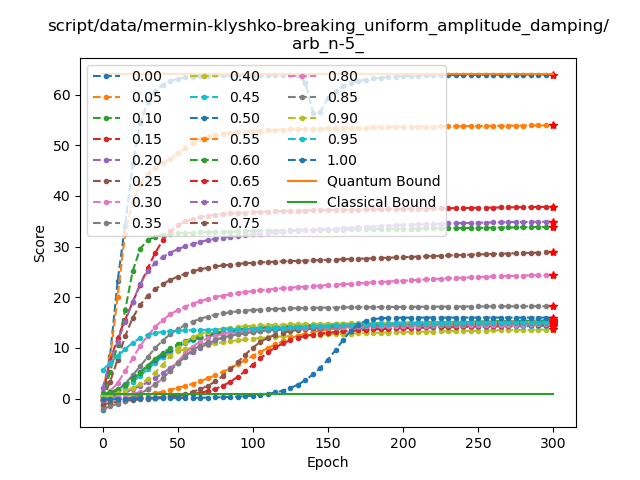 script/data/mermin-klyshko-breaking_uniform_amplitude_damping/
arb_n-5_
0.00 0.40 0.80
0.05 0.45 0.85
0.10 0.50 0.90
0.15 0.55 0.95
0.20 0.60 1.00
0.25 0.65 Quantum Bound
0.30 0.70 Classical Bound
0.35 0.75
Score
60
50
40
30
20
10
0
0 50 100 150 200 250 300
Epoch